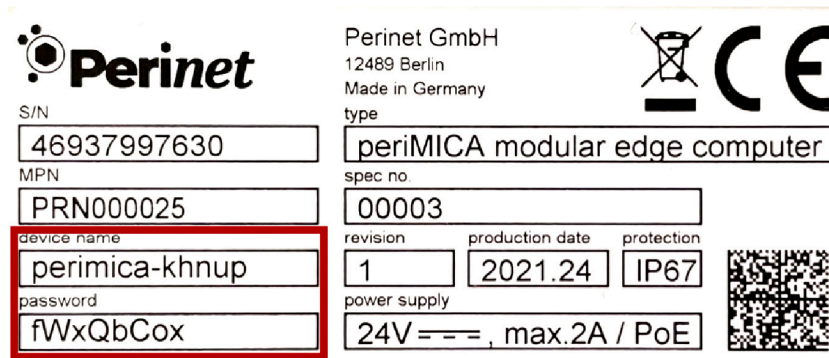 Perinet
Perinet GmbH
12489 Berlin
Made in Germany
S/N
46937997630
type
periMICA modular edge computer
MPN
PRN000025
spec no.
00003
device name
perimica-khnup
revision
1
production date
2021.24
protection
IP67
password
fWxQbCox
power supply
24V ⎓, max.2A / PoE
CE